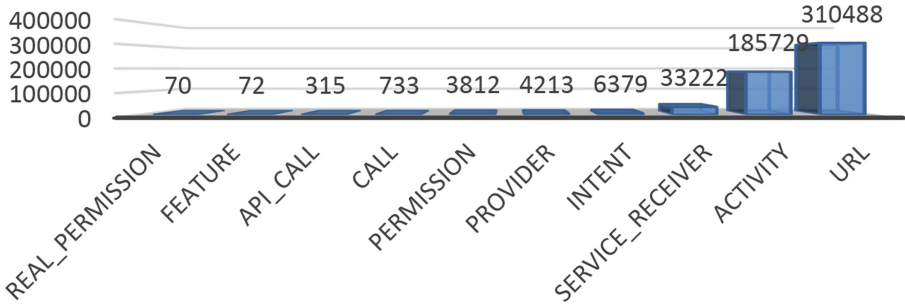 400000
300000
200000
100000
0
70
72
315
733
3812
4213
6379
33222
185729
310488
REAL_PERMISSION
FEATURE
API_CALL
CALL
PERMISSION
PROVIDER
INTENT
SERVICE_RECEIVER
ACTIVITY
URL